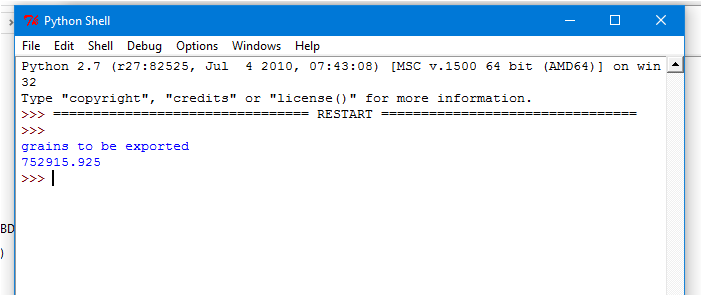 Python Shell
File Edit Shell Debug Options Windows Help
Python 2.7 (r27:82525, Jul  4 2010, 07:43:08) [MSC v.1500 64 bit (AMD64)] on win
32
Type "copyright", "credits" or "license()" for more information.
>>> ================================ RESTART ================================
>>>
grains to be exported
752915.925
>>>
BD
)